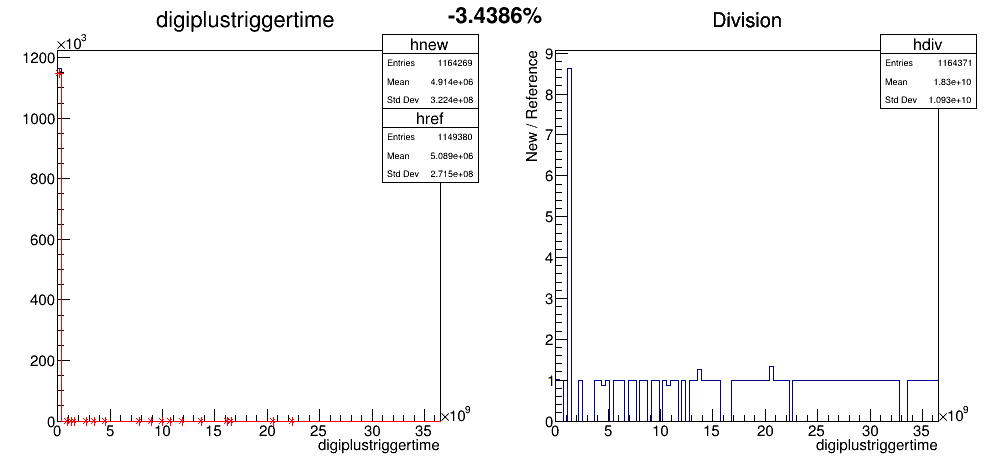 -3.4386%
digiplustriggertime
×10³
1200
1000
800
600
400
200
0
0 5 10 15 20 25 30 35
×10⁹
digiplustriggertime
hnew
Entries 1164269
Mean 4.914e+06
Std Dev 3.224e+08
href
Entries 1149380
Mean 5.089e+06
Std Dev 2.715e+08
Division
New / Reference
9
8
7
6
5
4
3
2
1
0
0 5 10 15 20 25 30 35
×10⁹
digiplustriggertime
hdiv
Entries 1164371
Mean 1.83e+10
Std Dev 1.093e+10